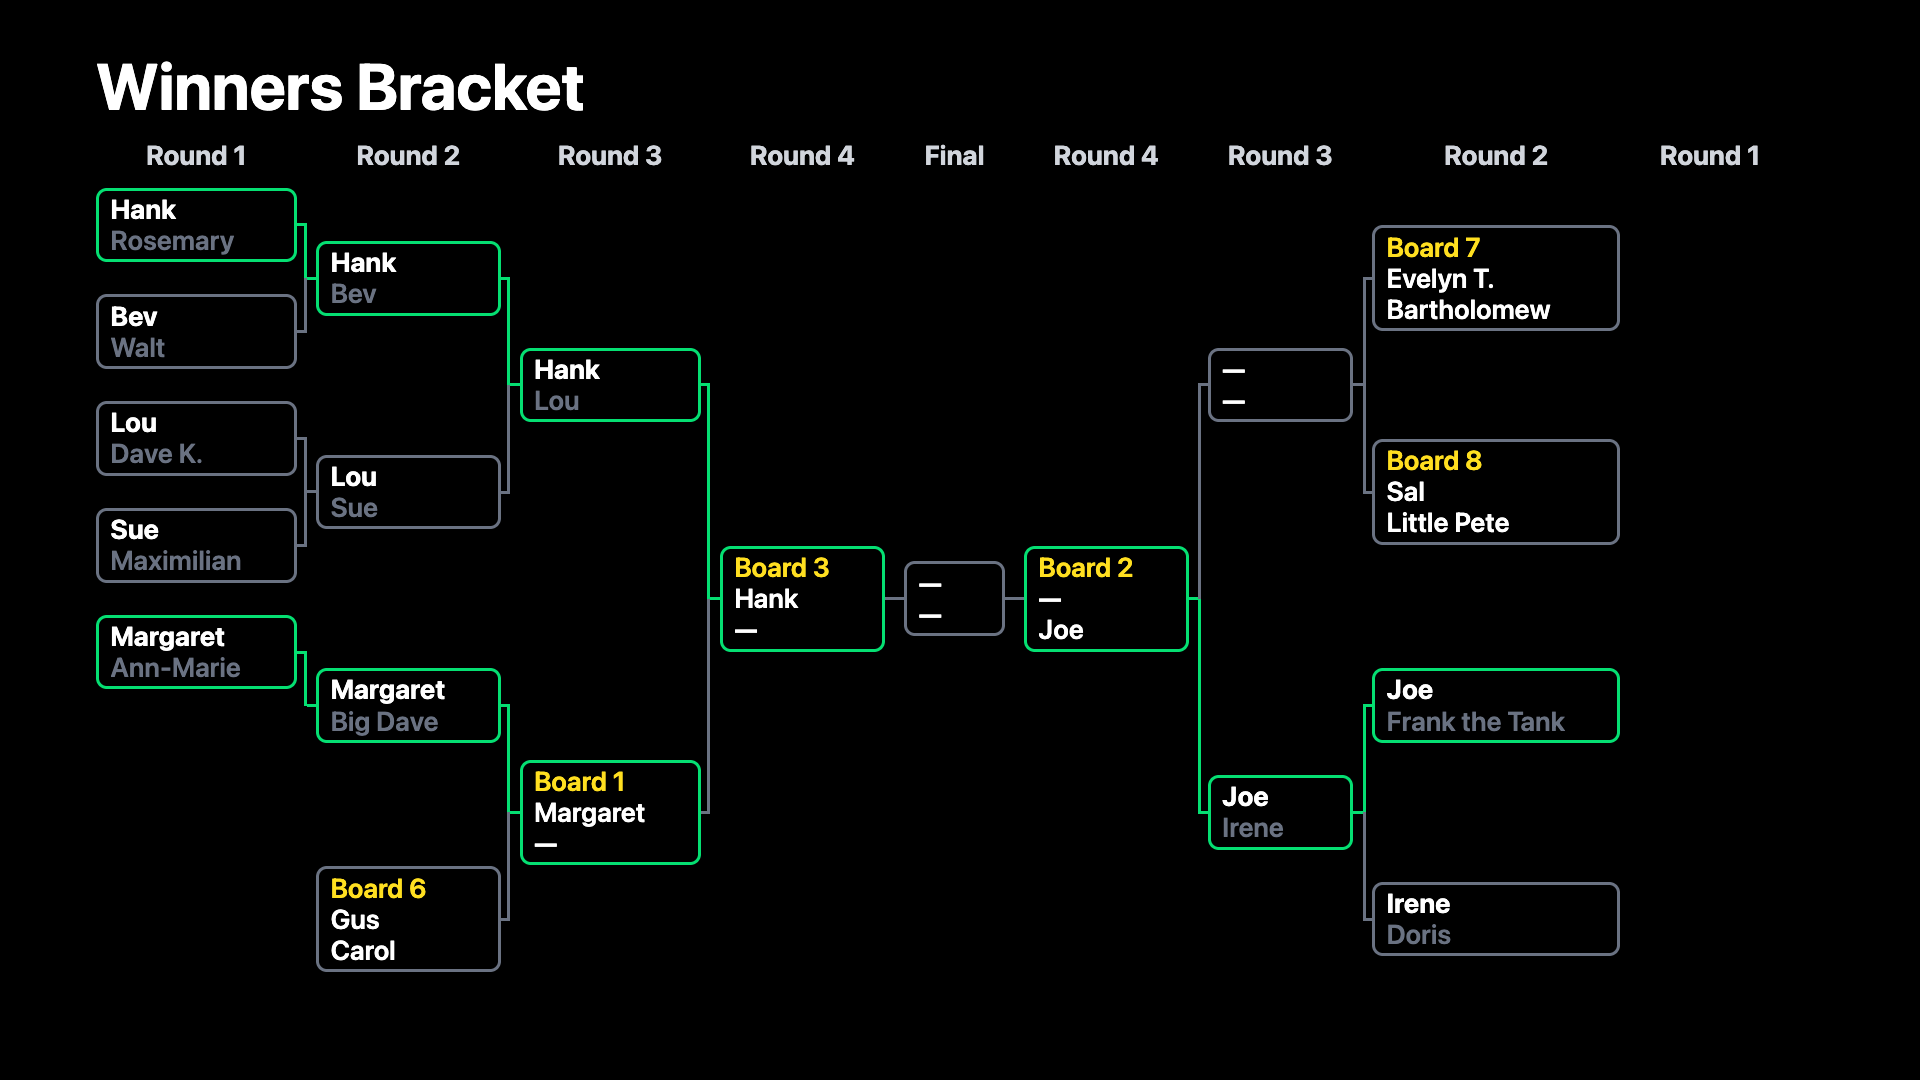 Winners Bracket
Round 1
Round 2
Round 3
Round 4
Final
Round 4
Round 3
Round 2
Round 1
Hank
Rosemary
Bev
Walt
Lou
Dave K.
Sue
Maximilian
Margaret
Ann-Marie
Hank
Bev
Lou
Sue
Margaret
Big Dave
Board 6
Gus
Carol
Hank
Lou
Board 1
Margaret
—
Board 3
Hank
—
—
—
Board 2
—
Joe
—
—
Joe
Irene
Board 7
Evelyn T.
Bartholomew
Board 8
Sal
Little Pete
Joe
Frank the Tank
Irene
Doris